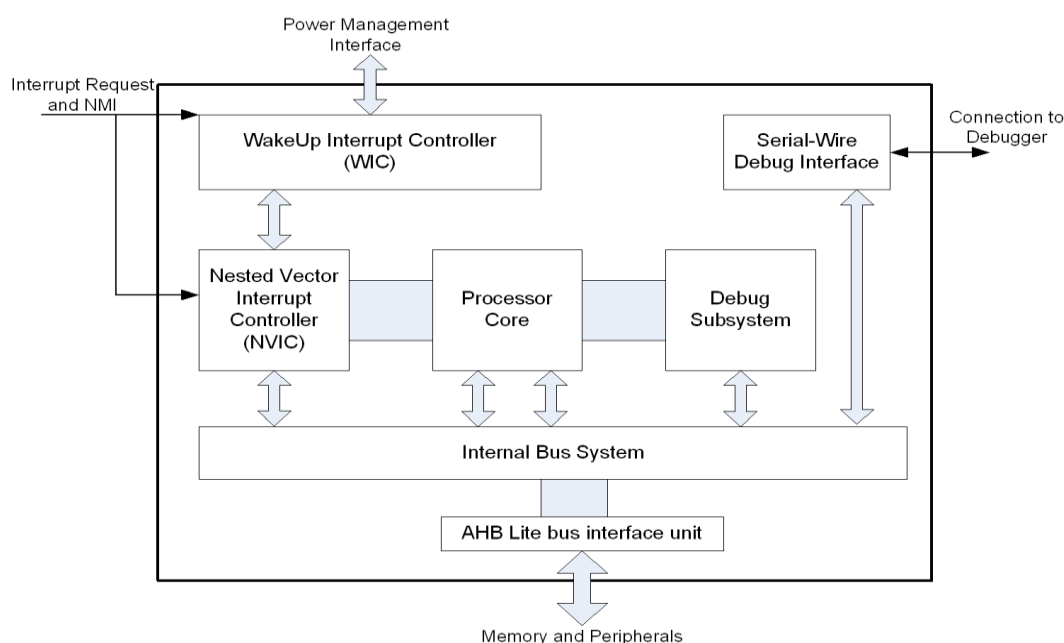 Power Management
Interface
Interrupt Request
and NMI
WakeUp Interrupt Controller
(WIC)
Serial-Wire
Debug Interface
Connection to
Debugger
Nested Vector
Interrupt
Controller
(NVIC)
Processor
Core
Debug
Subsystem
Internal Bus System
AHB Lite bus interface unit
Memory and Peripherals